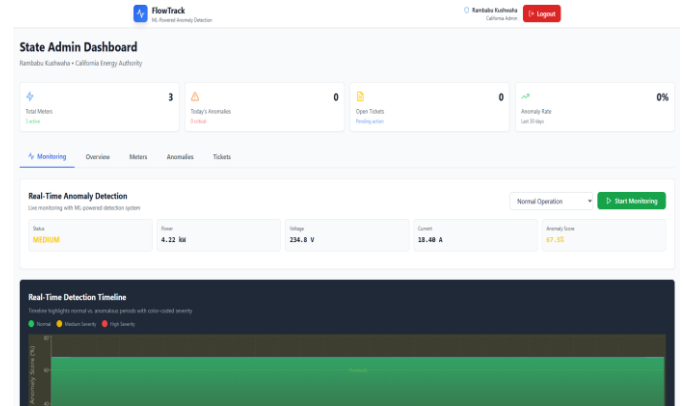 FlowTrack
ML-Powered Anomaly Detection
Rambabu Kushwaha
California Admin
Logout
State Admin Dashboard
Rambabu Kushwaha • California Energy Authority
3
Total Meters
3 active
0
Today's Anomalies
0 critical
0
Open Tickets
Pending action
0%
Anomaly Rate
Last 30 days
Monitoring Overview Meters Anomalies Tickets
Real-Time Anomaly Detection
Live monitoring with ML-powered detection system
Normal Operation
Start Monitoring
Status
MEDIUM
Power
4.22 kW
Voltage
234.8 V
Current
18.40 A
Anomaly Score
67.5%
Real-Time Detection Timeline
Timeline highlights normal vs. anomalous periods with color-coded severity
Normal Medium Severity High Severity
Anomaly Score (%)
80
60
40